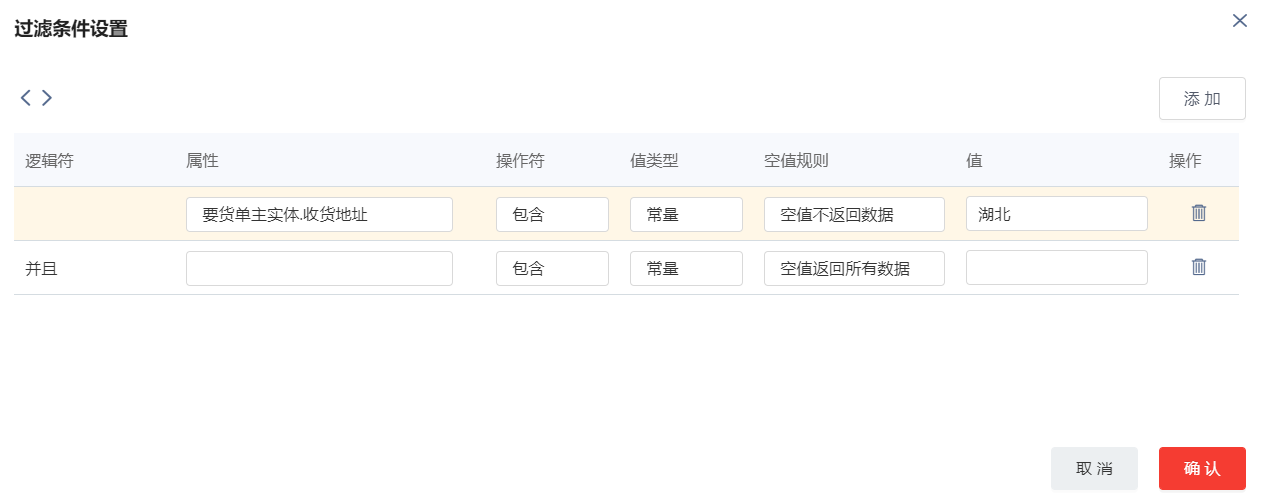 过滤条件设置
添 加
逻辑符 属性 操作符 值类型 空值规则 值 操作
要货单主实体.收货地址 包含 常量 空值不返回数据 湖北
并且 包含 常量 空值返回所有数据
取 消 确 认